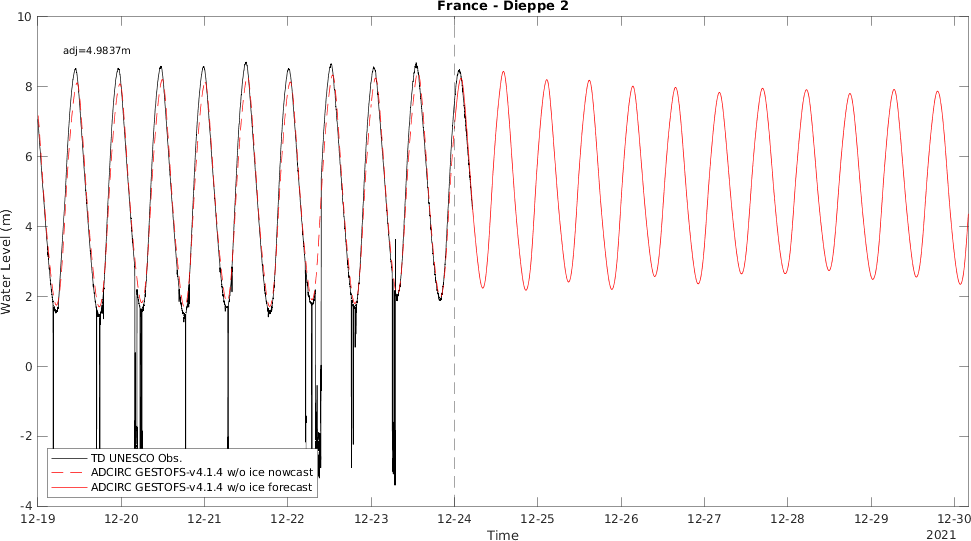 France - Dieppe 2
10
8
6
4
2
0
-2
-4
Water Level (m)
adj=4.9837m
TD UNESCO Obs.
ADCIRC GESTOFS-v4.1.4 w/o ice nowcast
ADCIRC GESTOFS-v4.1.4 w/o ice forecast
12-19 12-20 12-21 12-22 12-23 12-24 12-25 12-26 12-27 12-28 12-29 12-30
Time
2021